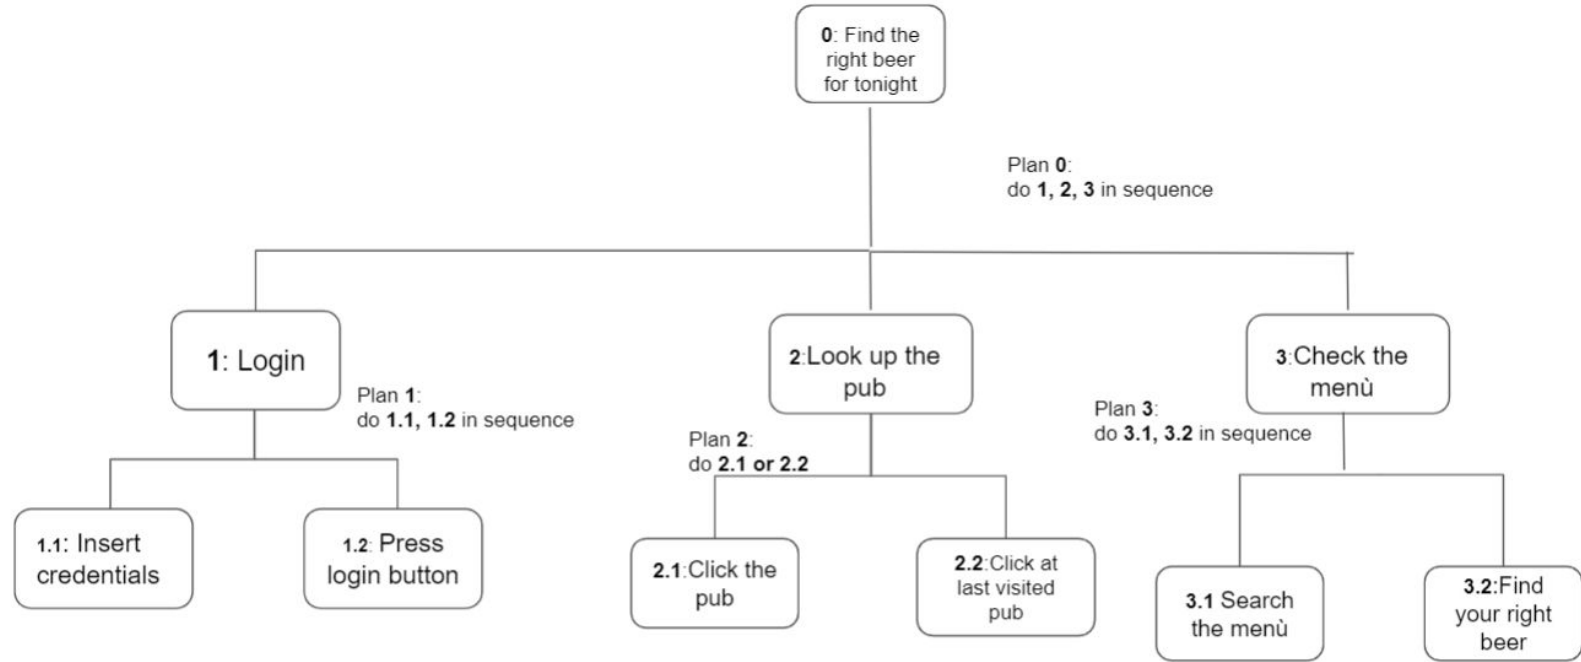 0: Find the
right beer
for tonight
Plan 0:
do 1, 2, 3 in sequence
1: Login
Plan 1:
do 1.1, 1.2 in sequence
2:Look up the
pub
Plan 2:
do 2.1 or 2.2
3:Check the
menù
Plan 3:
do 3.1, 3.2 in sequence
1.1: Insert
credentials
1.2: Press
login button
2.1:Click the
pub
2.2:Click at
last visited
pub
3.1 Search
the menù
3.2:Find
your right
beer